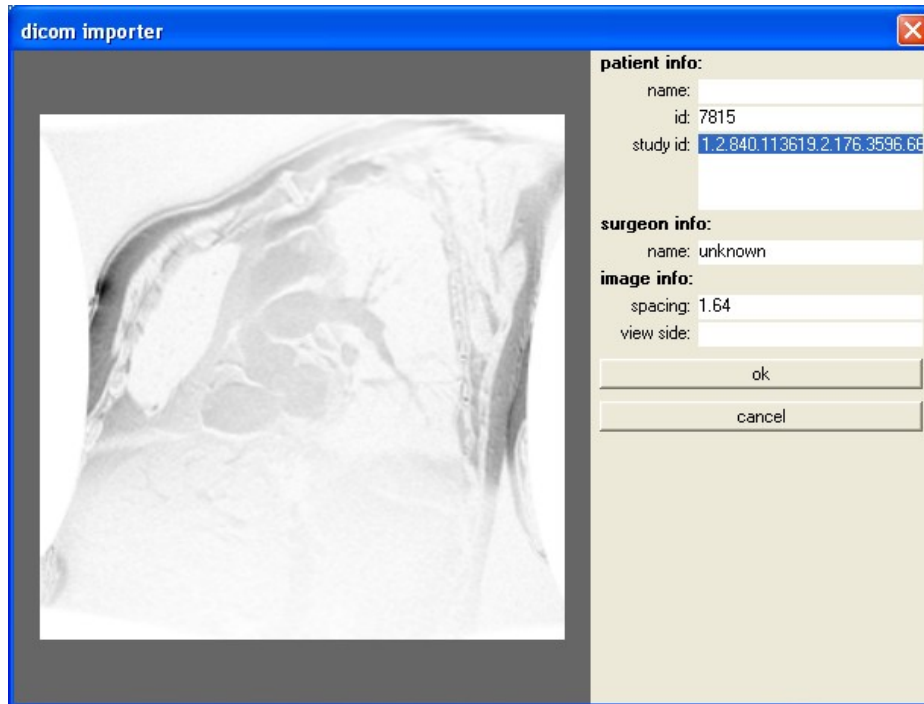 dicom importer
patient info:
name:
id: 7815
study id: 1.2.840.113619.2.176.3596.68
surgeon info:
name: unknown
image info:
spacing: 1.64
view side:
ok
cancel